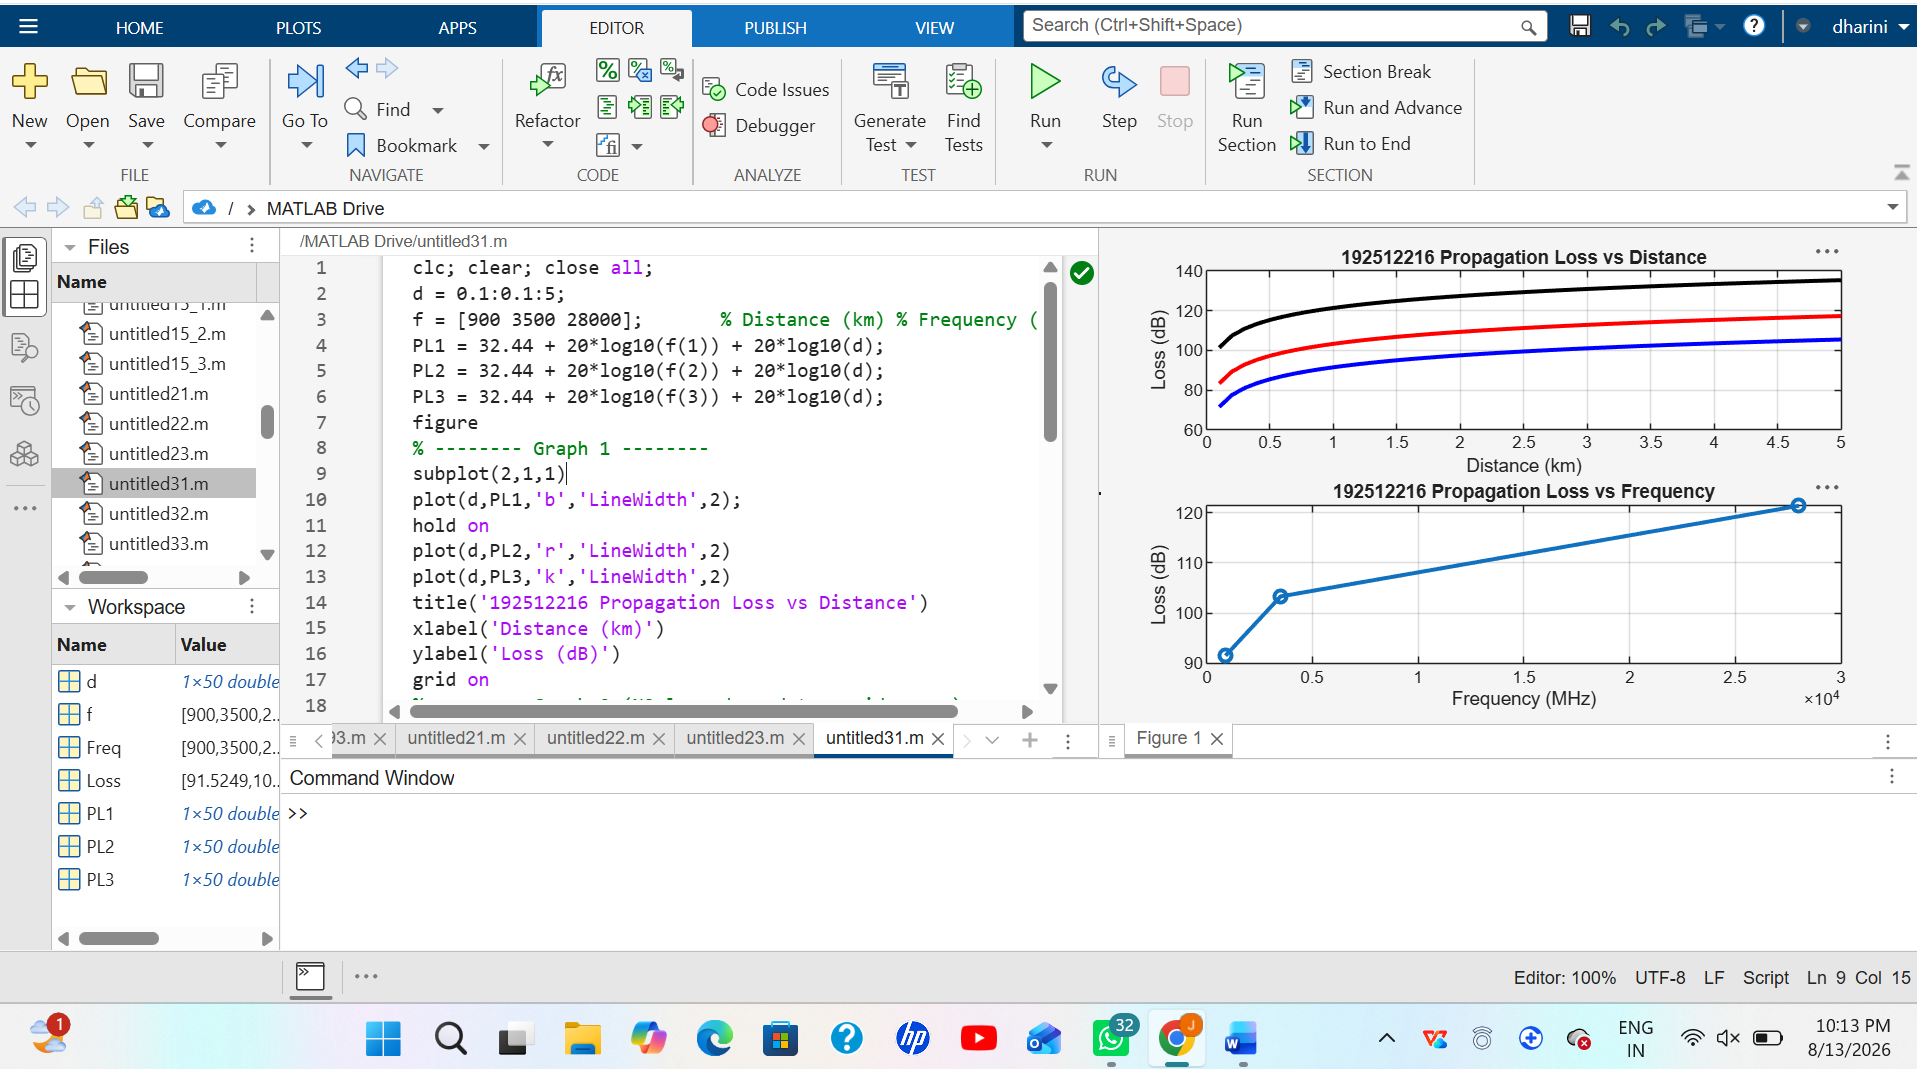 HOME PLOTS APPS EDITOR PUBLISH VIEW Search (Ctrl+Shift+Space) dharini
New Open Save Compare
FILE
Go To Find
Bookmark
NAVIGATE
Refactor
CODE
Code Issues
Debugger
ANALYZE
Generate Test Find Tests
TEST
Run Step Stop
RUN
Run Section
Section Break
Run and Advance
Run to End
SECTION
/ > MATLAB Drive
Files
Name
untitled15_1.m
untitled15_2.m
untitled15_3.m
untitled21.m
untitled22.m
untitled23.m
untitled31.m
untitled32.m
untitled33.m
Workspace
Name Value
d 1×50 double
f [900,3500,2..
Freq [900,3500,2..
Loss [91.5249,10..
PL1 1×50 double
PL2 1×50 double
PL3 1×50 double
/MATLAB Drive/untitled31.m
1 clc; clear; close all;
2 d = 0.1:0.1:5;
3 f = [900 3500 28000]; % Distance (km) % Frequency (
4 PL1 = 32.44 + 20*log10(f(1)) + 20*log10(d);
5 PL2 = 32.44 + 20*log10(f(2)) + 20*log10(d);
6 PL3 = 32.44 + 20*log10(f(3)) + 20*log10(d);
7 figure
8 % -------- Graph 1 --------
9 subplot(2,1,1)
10 plot(d,PL1,'b','LineWidth',2);
11 hold on
12 plot(d,PL2,'r','LineWidth',2)
13 plot(d,PL3,'k','LineWidth',2)
14 title('192512216 Propagation Loss vs Distance')
15 xlabel('Distance (km)')
16 ylabel('Loss (dB)')
17 grid on
18
93.m untitled21.m untitled22.m untitled23.m untitled31.m
192512216 Propagation Loss vs Distance
Loss (dB)
140
120
100
80
60
0 0.5 1 1.5 2 2.5 3 3.5 4 4.5 5
Distance (km)
192512216 Propagation Loss vs Frequency
Loss (dB)
120
110
100
90
0 0.5 1 1.5 2 2.5 3
Frequency (MHz) ×10⁴
Figure 1
Command Window
>>
Editor: 100% UTF-8 LF Script Ln 9 Col 15
1
hp
32
J
ENG
IN
10:13 PM
8/13/2026